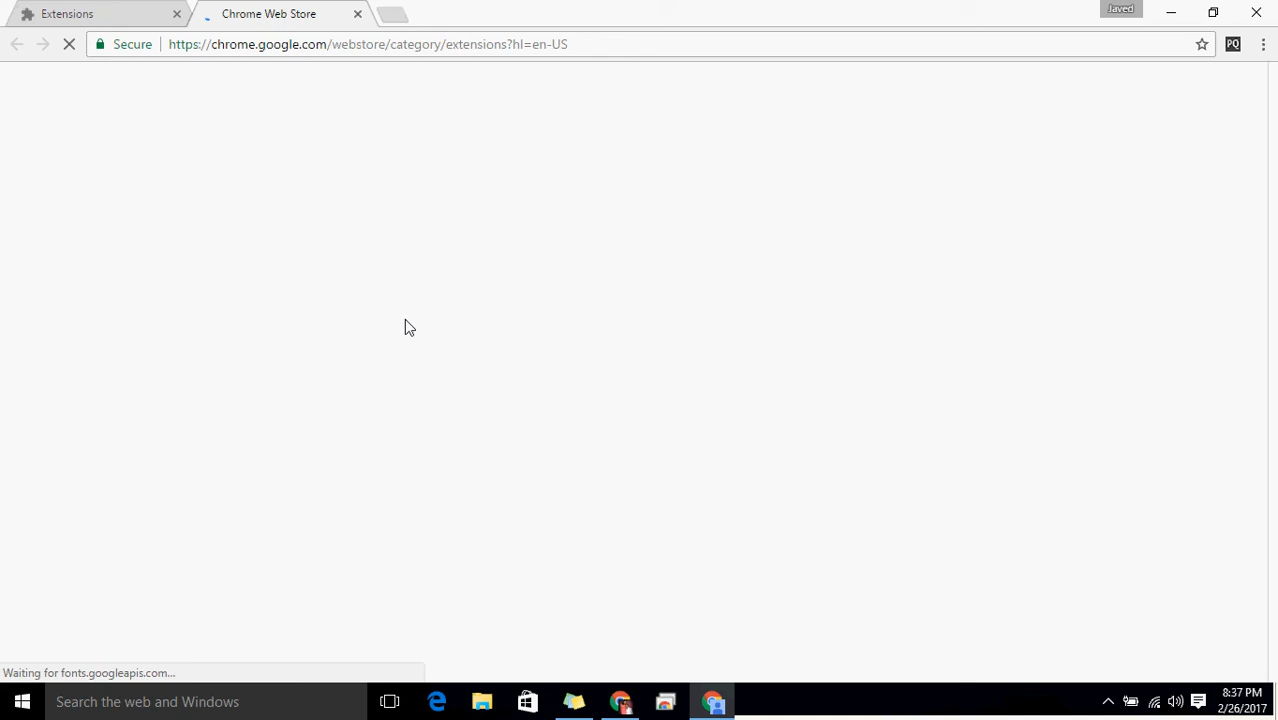 Extensions
Chrome Web Store
Javed
Secure
https://chrome.google.com/webstore/category/extensions?hl=en-US
PQ
Waiting for fonts.googleapis.com...
Search the web and Windows
8:37 PM
2/26/2017